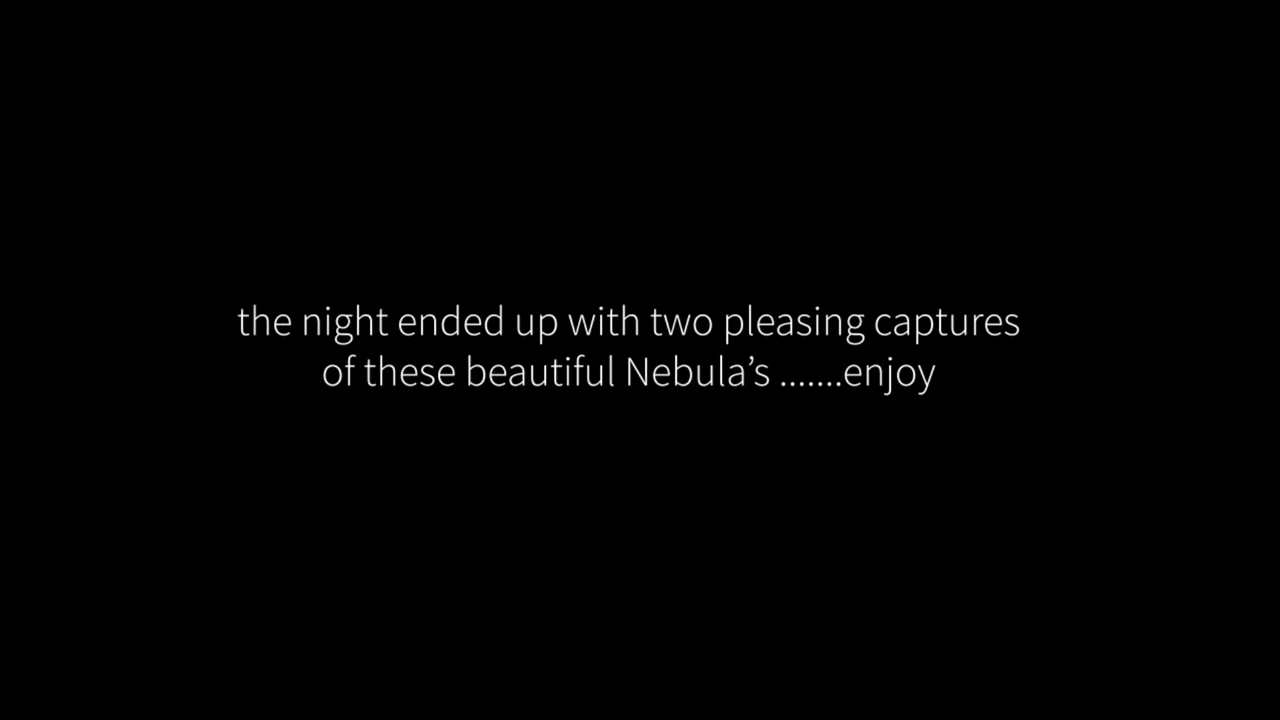 the night ended up with two pleasing captures
of these beautiful Nebula’s .......enjoy